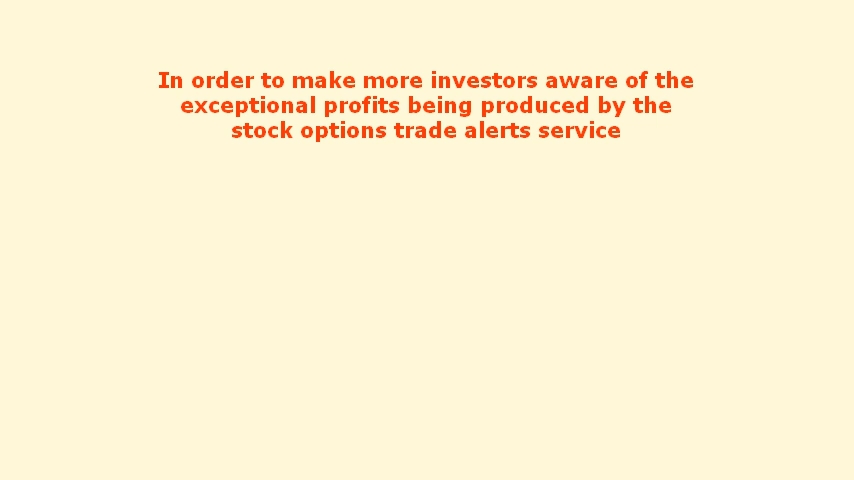 In order to make more investors aware of the
exceptional profits being produced by the
stock options trade alerts service